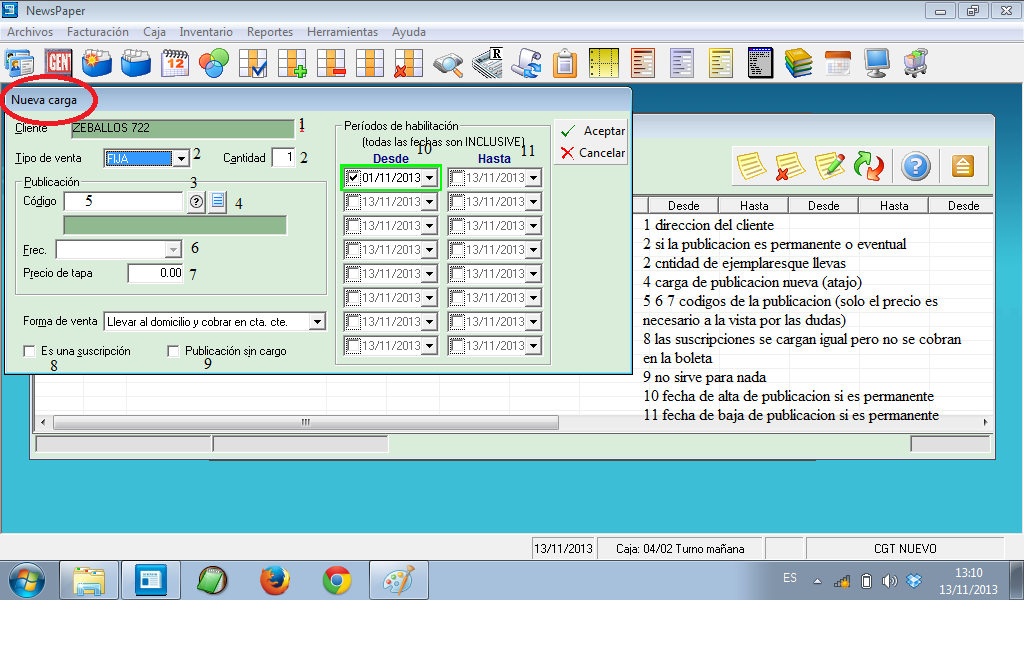 NewsPaper
Archivos Facturación Caja Inventario Reportes Herramientas Ayuda
GEN 12 R
Nueva carga
Cliente ZEBALLOS 722 1
Tipo de venta FIJA 2 Cantidad 1 2
Publicación 3
Código 5 ? 4
Frec. 6
Precio de tapa 0.00 7
Forma de venta Llevar al domicilio y cobrar en cta. cte.
Es una suscripción Publicación sin cargo
8 9
Períodos de habilitación
(todas las fechas son INCLUSIVE)
10 11
Desde Hasta
01/11/2013 13/11/2013
13/11/2013 13/11/2013
13/11/2013 13/11/2013
13/11/2013 13/11/2013
13/11/2013 13/11/2013
13/11/2013 13/11/2013
13/11/2013 13/11/2013
13/11/2013 13/11/2013
Aceptar
Cancelar
?
Desde Hasta Desde Hasta Desde
1 direccion del cliente
2 si la publicacion es permanente o eventual
2 cntidad de ejemplaresque llevas
4 carga de publicacion nueva (atajo)
5 6 7 codigos de la publicacion (solo el precio es
necesario a la vista por las dudas)
8 las suscripciones se cargan igual pero no se cobran
en la boleta
9 no sirve para nada
10 fecha de alta de publicacion si es permanente
11 fecha de baja de publicacion si es permanente
13/11/2013 Caja: 04/02 Turno mañana CGT NUEVO
ES 13:10
13/11/2013